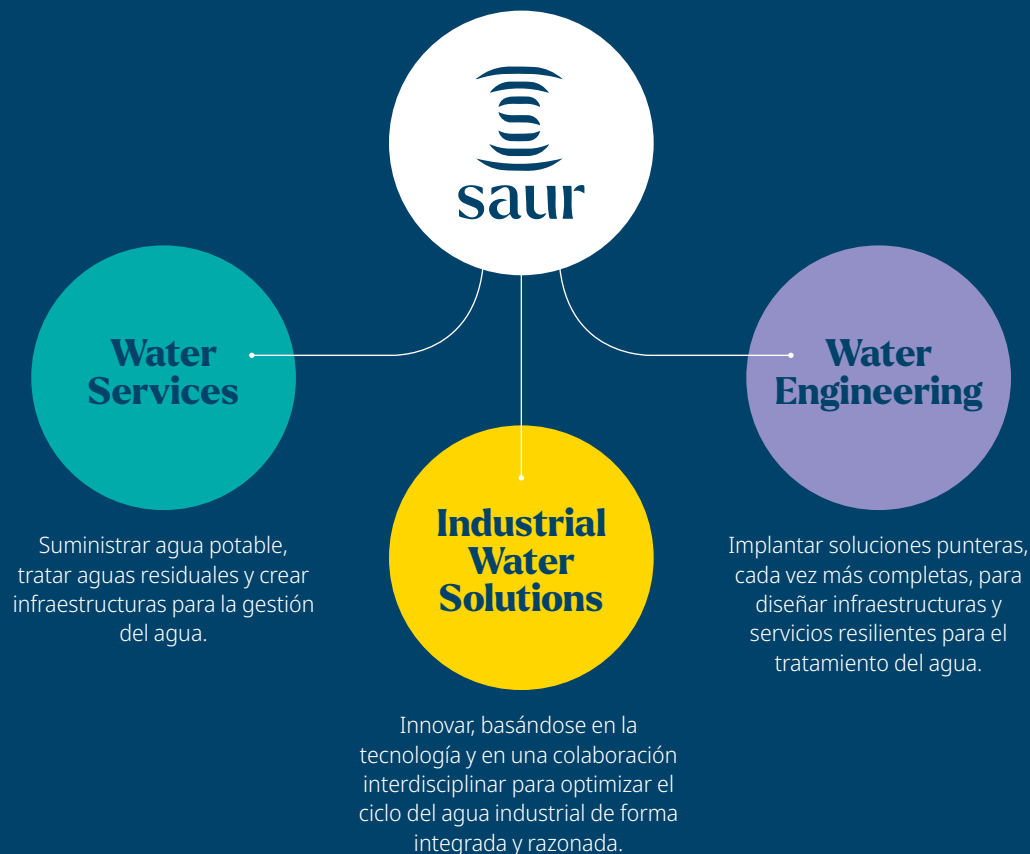 saur
Water
Services
Suministrar agua potable,
tratar aguas residuales y crear
infraestructuras para la gestión
del agua.
Industrial
Water
Solutions
Innovar, basándose en la
tecnología y en una colaboración
interdisciplinar para optimizar el
ciclo del agua industrial de forma
integrada y razonada.
Water
Engineering
Implantar soluciones punteras,
cada vez más completas, para
diseñar infraestructuras y
servicios resilientes para el
tratamiento del agua.